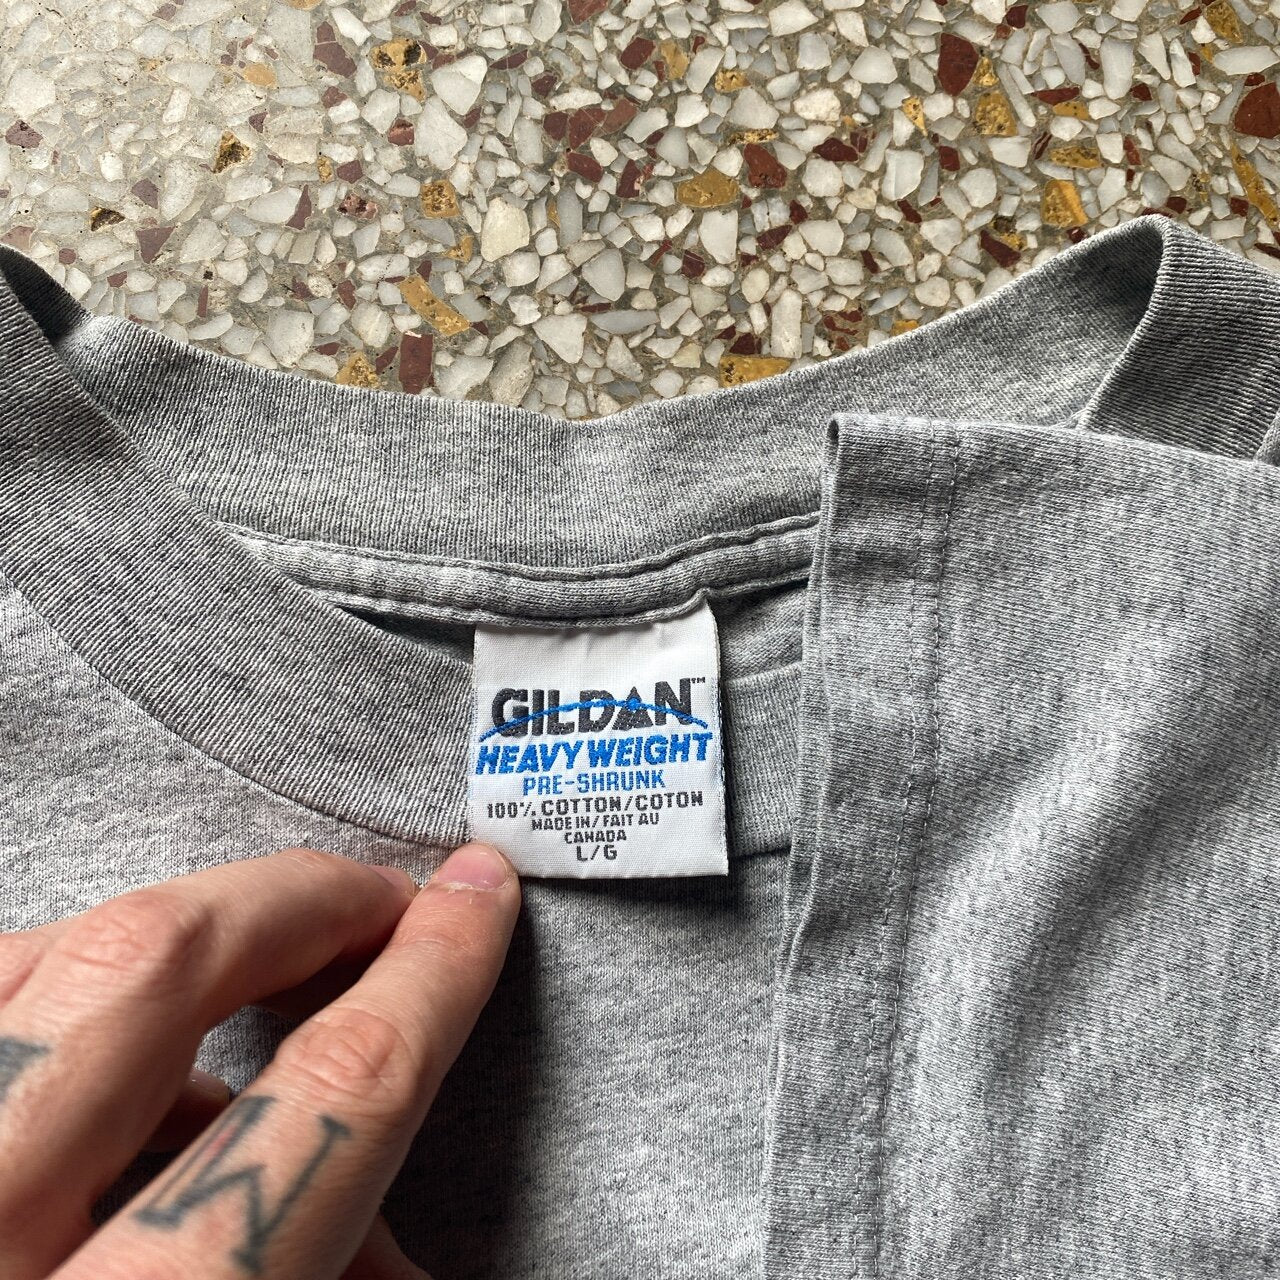 GILDAN™
HEAVY WEIGHT
PRE-SHRUNK
100% COTTON/COTON
MADE IN/FAIT AU
CANADA
L/G